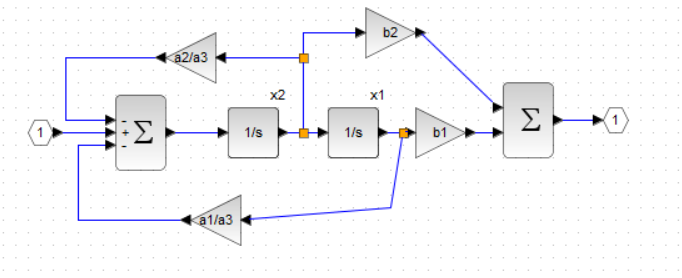 b2
a2/a3
x2
x1
-
+
-
1
Σ
1/s
1/s
b1
Σ
1
a1/a3